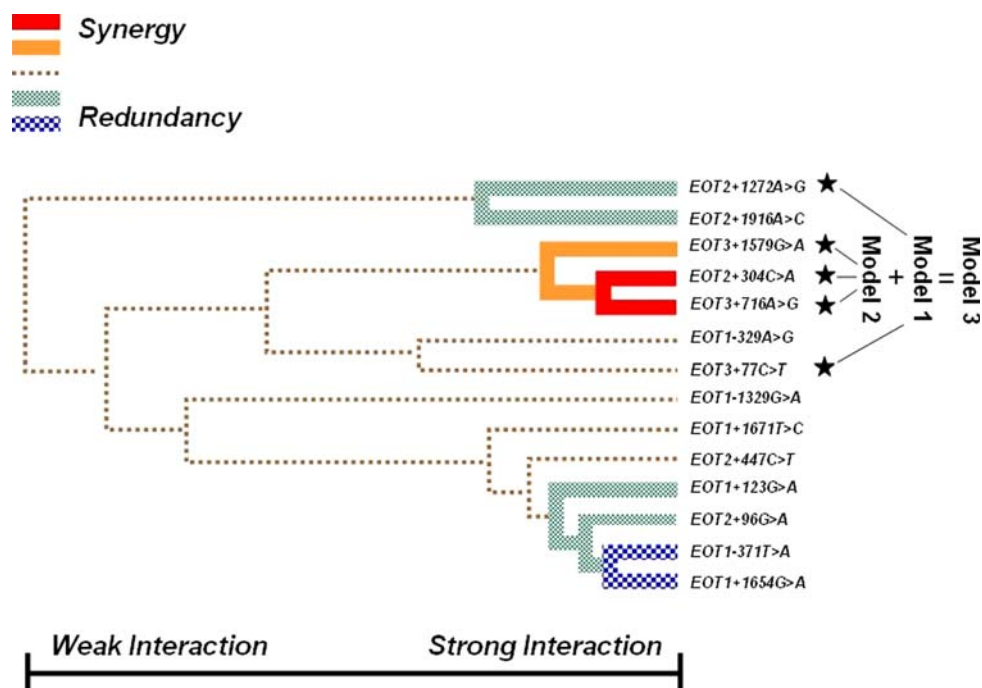 Synergy
Redundancy
EOT2+1272A>G
EOT2+1916A>C
EOT3+1579G>A
EOT2+304C>A
EOT3+716A>G
EOT1-329A>G
EOT3+77C>T
EOT1-1329G>A
EOT1+1671T>C
EOT2+447C>T
EOT1+123G>A
EOT2+96G>A
EOT1-371T>A
EOT1+1654G>A
Model 3
=
Model 1
+
Model 2
Weak Interaction
Strong Interaction